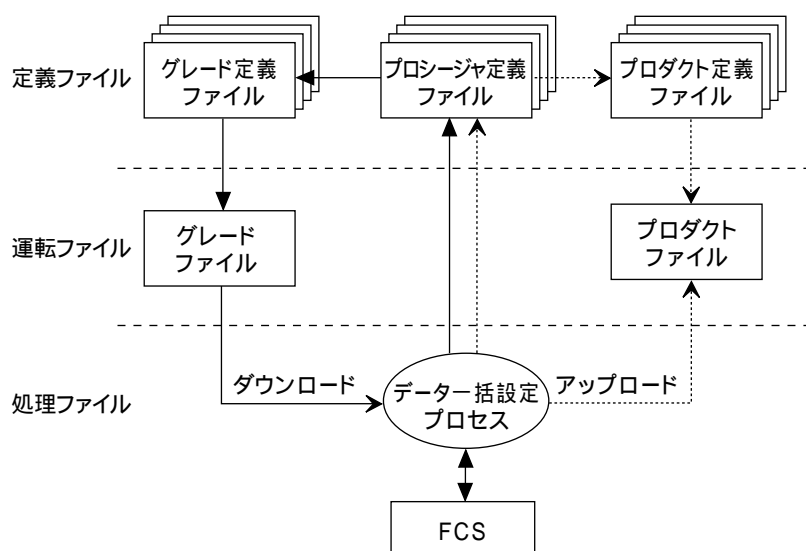 定義ファイル
グレード定義
ファイル
プロシージャ定義
ファイル
プロダクト定義
ファイル
運転ファイル
グレード
ファイル
プロダクト
ファイル
処理ファイル
ダウンロード
データ一括設定
プロセス
アップロード
FCS